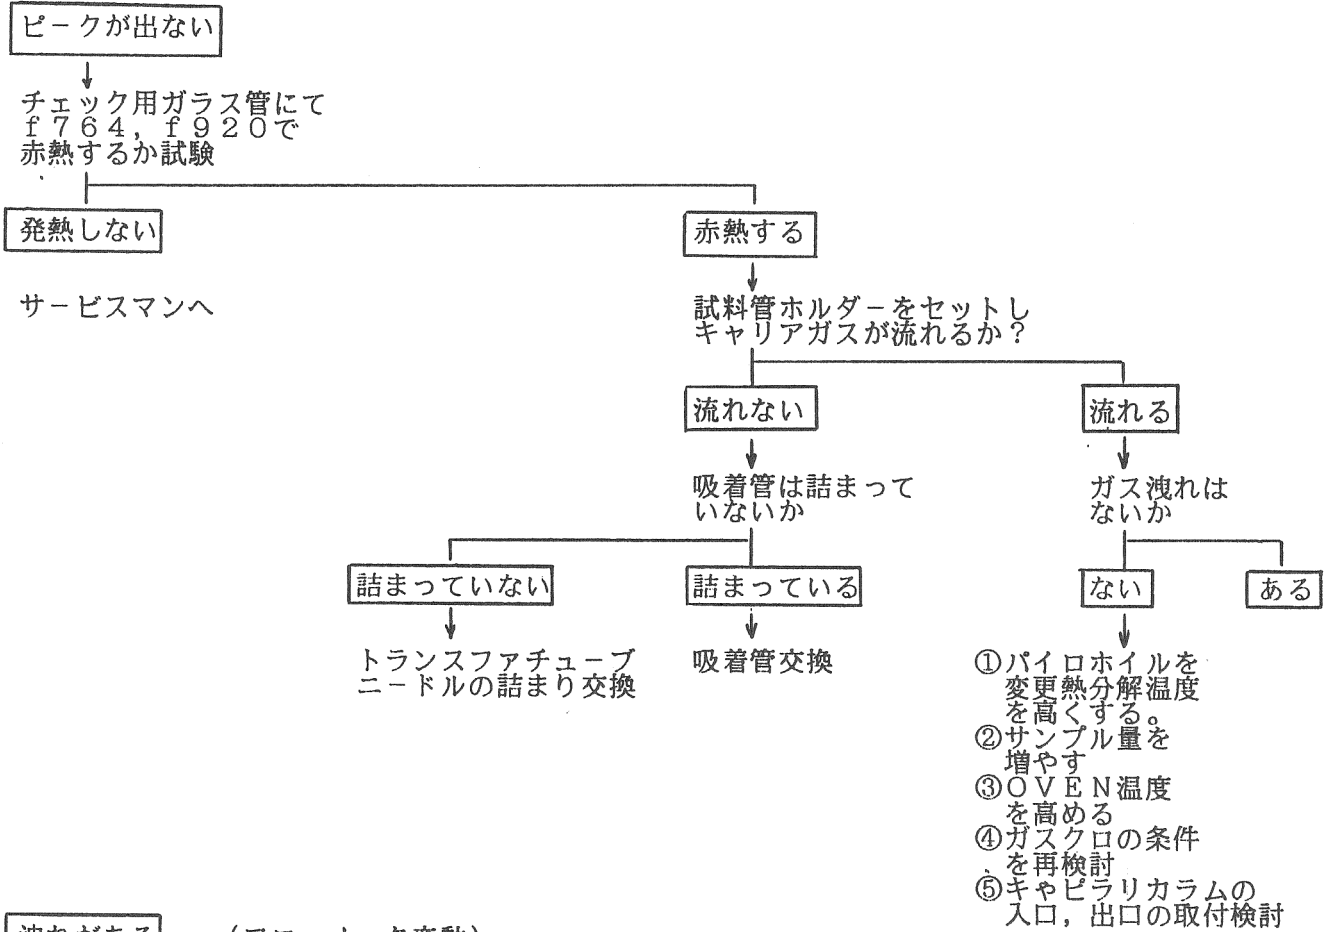 ピークが出ない
チェック用ガラス管にて
f764,f920で
赤熱するか試験
発熱しない
赤熱する
サービスマンへ
試料管ホルダーをセットし
キャリアガスが流れるか?
流れない
流れる
吸着管は詰まって
いないか
ガス洩れは
ないか
詰まっていない
詰まっている
ない
ある
トランスファチューブ
ニードルの詰まり交換
吸着管交換
①パイロホイルを
変更熱分解温度
を高くする。
②サンプル量を
増やす
③OVEN温度
を高める
④ガスクロの条件
を再検討
⑤キャピラリカラムの
入口,出口の取付検討